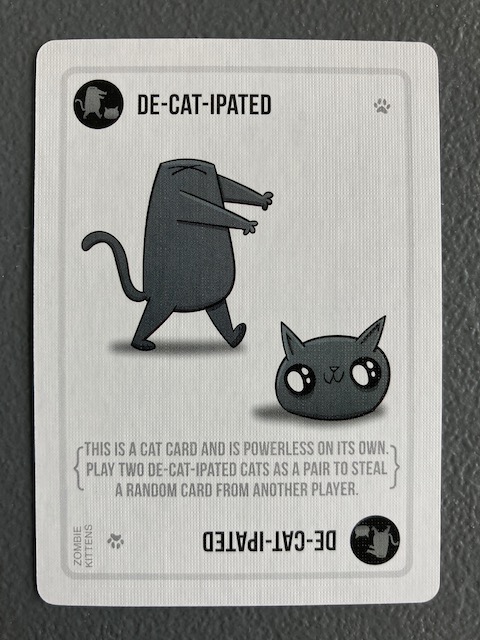 DE-CAT-IPATED
THIS IS A CAT CARD AND IS POWERLESS ON ITS OWN.
PLAY TWO DE-CAT-IPATED CATS AS A PAIR TO STEAL
A RANDOM CARD FROM ANOTHER PLAYER.
ZOMBIE
KITTENS
DE-CAT-IPATED